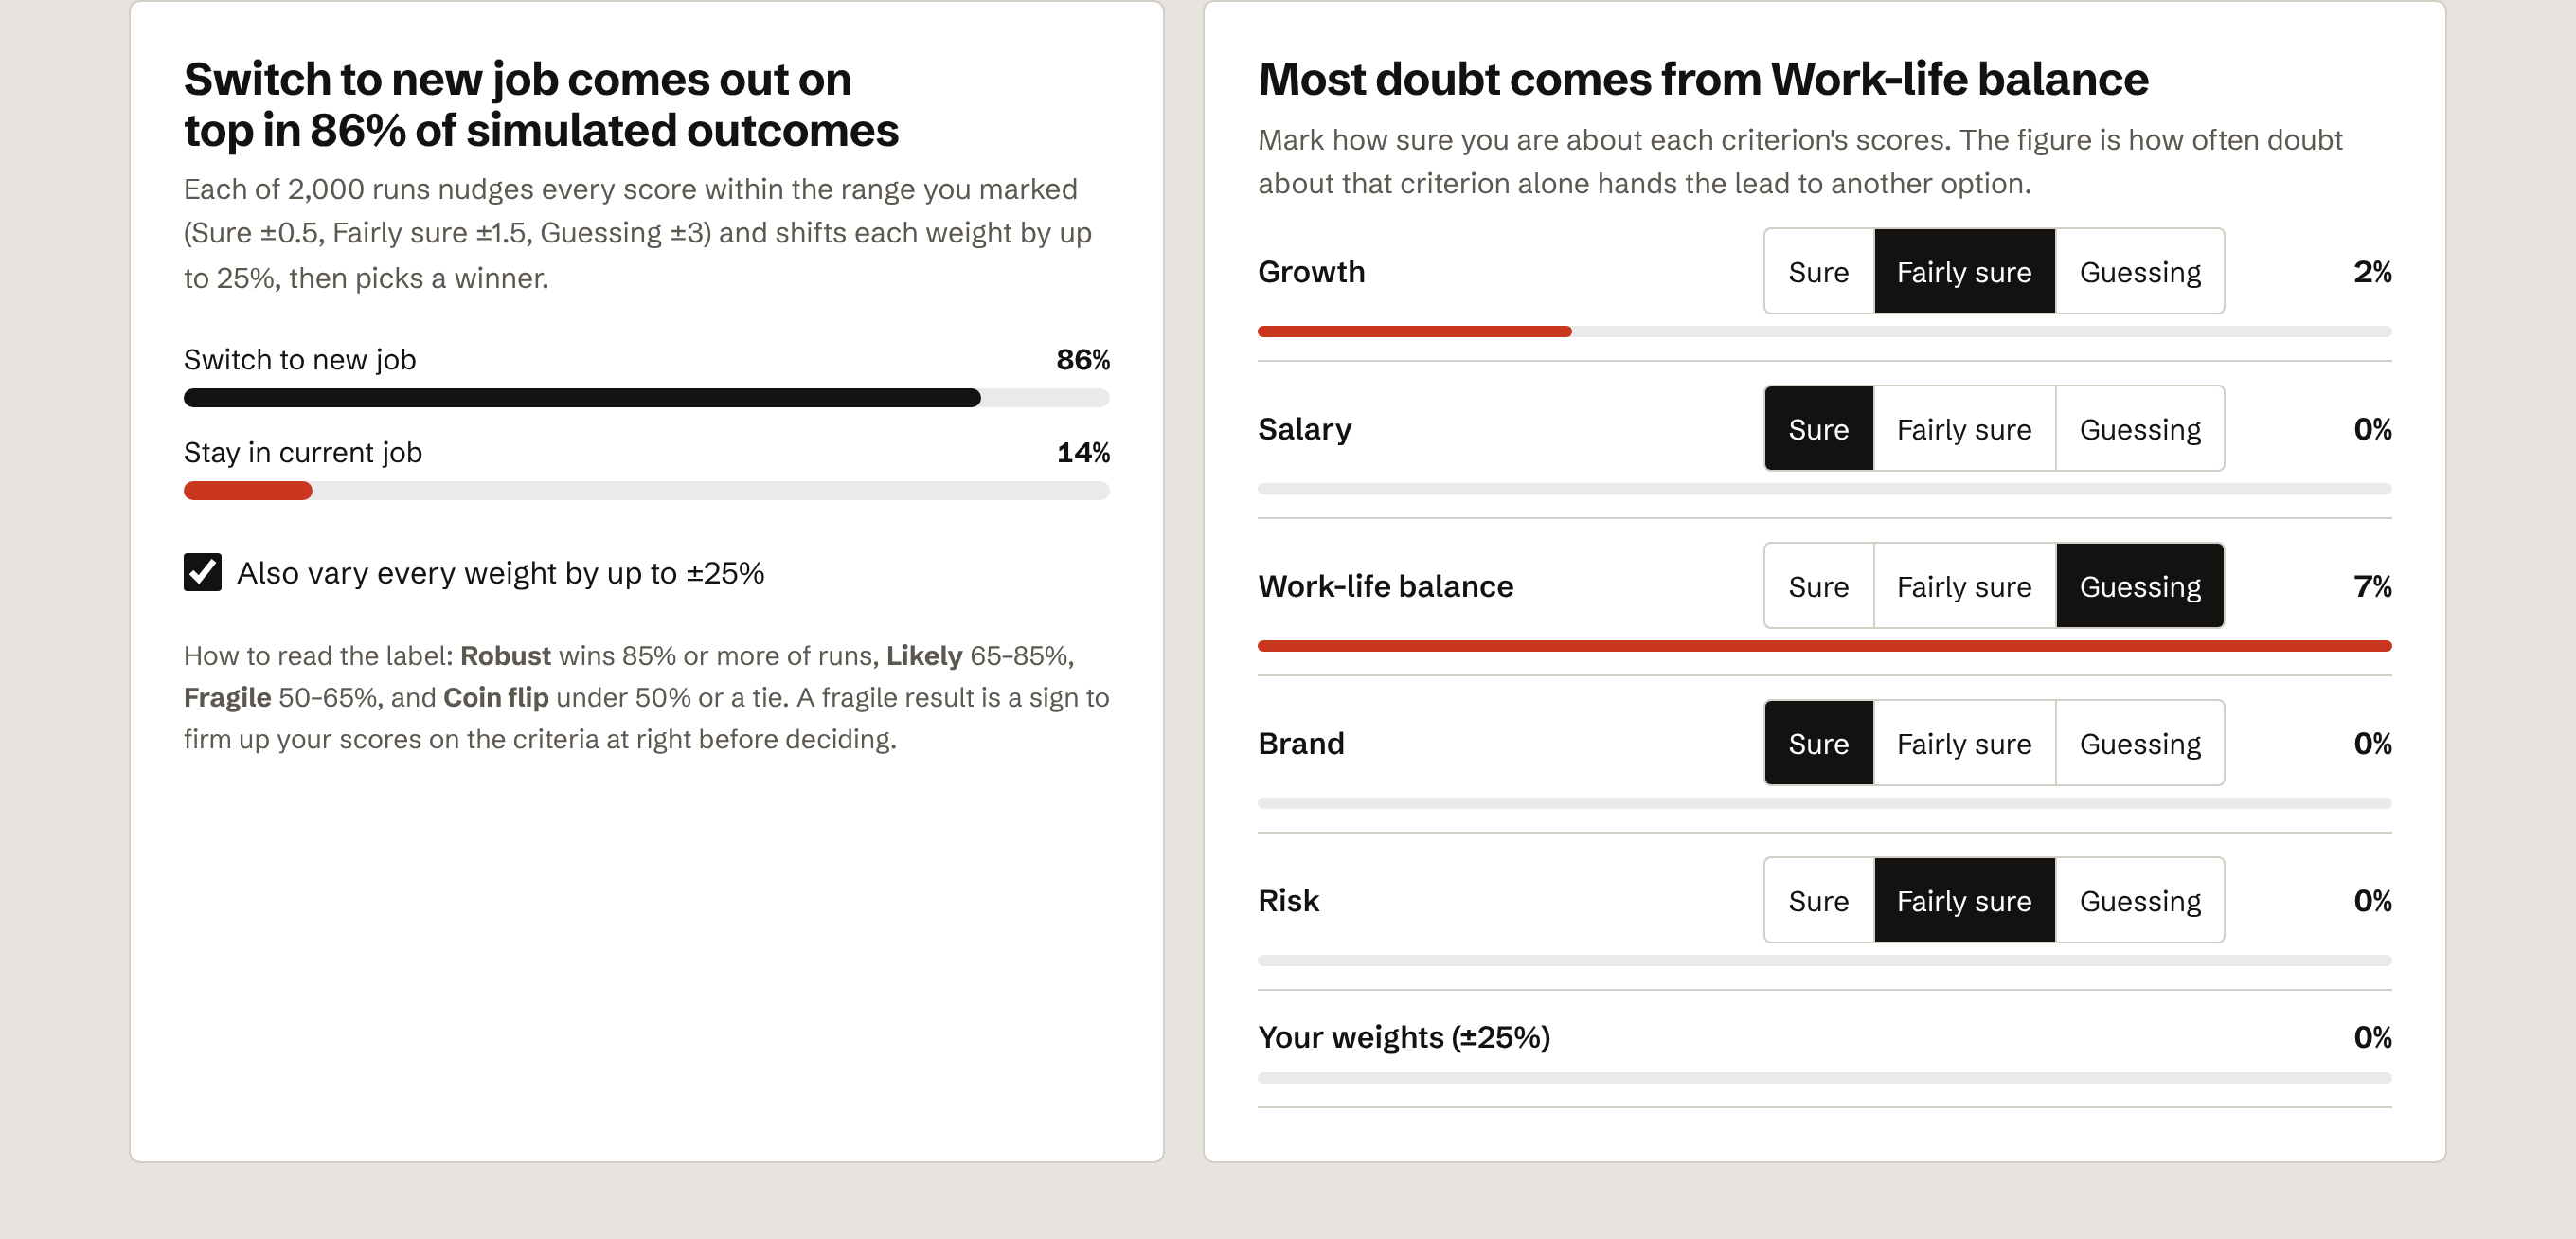 Switch to new job comes out on
top in 86% of simulated outcomes
Each of 2,000 runs nudges every score within the range you marked
(Sure ±0.5, Fairly sure ±1.5, Guessing ±3) and shifts each weight by up
to 25%, then picks a winner.
Switch to new job 86%
Stay in current job 14%
Also vary every weight by up to ±25%
How to read the label: Robust wins 85% or more of runs, Likely 65–85%,
Fragile 50–65%, and Coin flip under 50% or a tie. A fragile result is a sign to
firm up your scores on the criteria at right before deciding.
Most doubt comes from Work-life balance
Mark how sure you are about each criterion's scores. The figure is how often doubt
about that criterion alone hands the lead to another option.
Growth Sure Fairly sure Guessing 2%
Salary Sure Fairly sure Guessing 0%
Work-life balance Sure Fairly sure Guessing 7%
Brand Sure Fairly sure Guessing 0%
Risk Sure Fairly sure Guessing 0%
Your weights (±25%) 0%